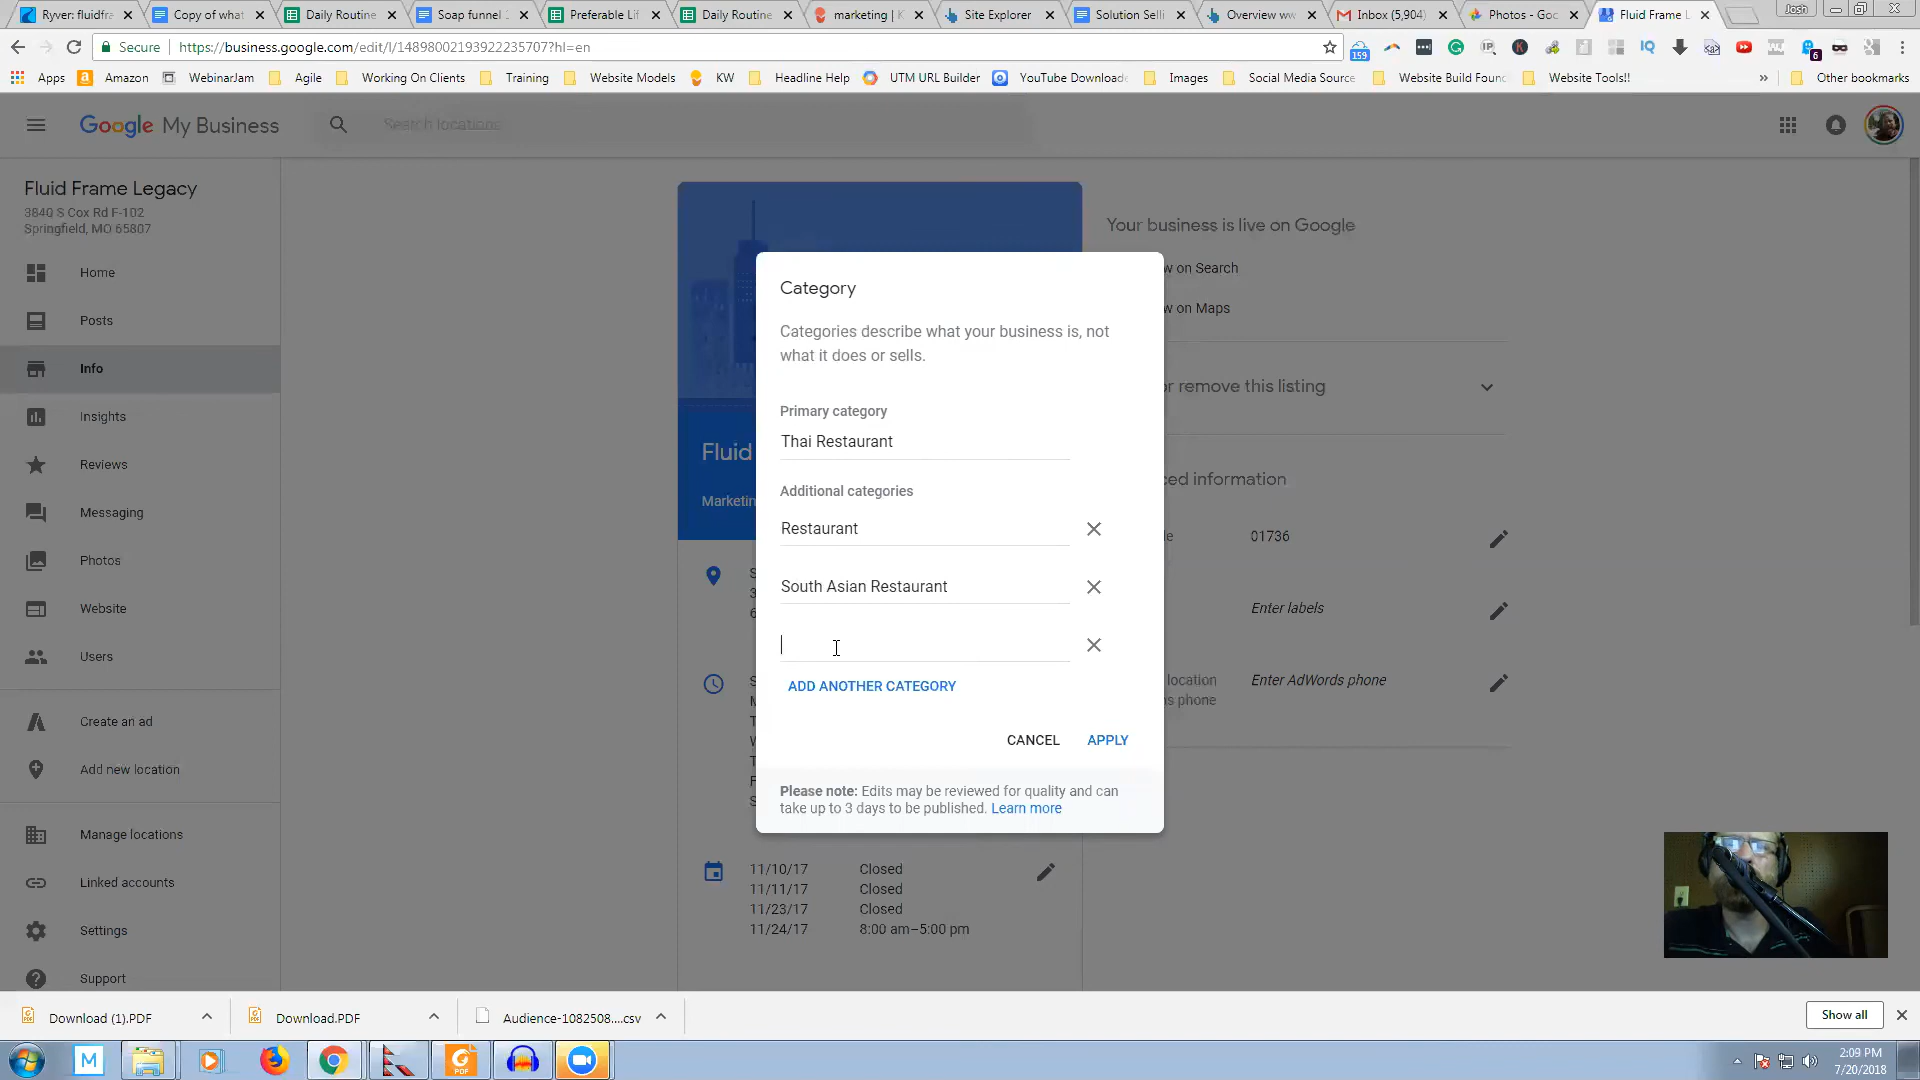 Ryver: fluidfra
Copy of what
Daily Routine
Soap funnel
Preferable Lif
Daily Routine
marketing | K
Site Explorer
Solution Selli
Overview ww
Inbox (5,904)
Photos - Goo
Fluid Frame L
Josh
Secure
https://business.google.com/edit/l/14898002193922235707?hl=en
159
6
Apps
Amazon
WebinarJam
Agile
Working On Clients
Training
Website Models
KW
Headline Help
UTM URL Builder
YouTube Download
Images
Social Media Source
Website Build Foun
Website Tools!!
»
Other bookmarks
Google My Business
Search locations
Fluid Frame Legacy
3840 S Cox Rd F-102
Springfield, MO 65807
Home
Posts
Info
Insights
Reviews
Messaging
Photos
Website
Users
Create an ad
Add new location
Manage locations
Linked accounts
Settings
Support
Fluid
Marketin
Category
Categories describe what your business is, not
what it does or sells.
Primary category
Thai Restaurant
Additional categories
Restaurant
South Asian Restaurant
ADD ANOTHER CATEGORY
CANCEL
APPLY
Please note: Edits may be reviewed for quality and can
take up to 3 days to be published. Learn more
11/10/17 Closed
11/11/17 Closed
11/23/17 Closed
11/24/17 8:00 am–5:00 pm
Your business is live on Google
w on Search
w on Maps
or remove this listing
ced information
01736
Enter labels
location
s phone
Enter AdWords phone
Download (1).PDF
Download.PDF
Audience-1082508....csv
Show all
M
PDF
2:09 PM
7/20/2018